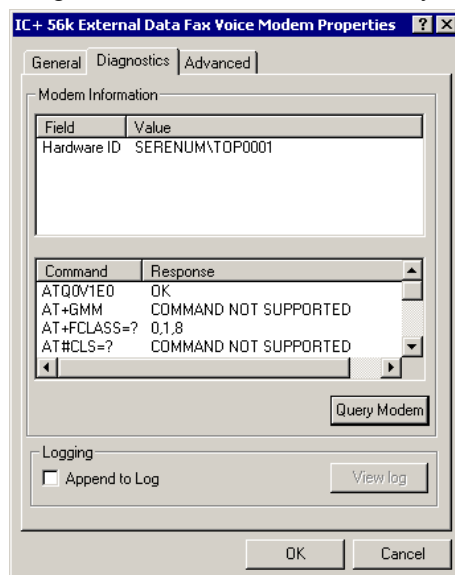 IC+ 56k External Data Fax Voice Modem Properties
General Diagnostics Advanced
Modem Information
Field Value
Hardware ID SERENUM\TOP0001
Command Response
ATQ0V1E0 OK
AT+GMM COMMAND NOT SUPPORTED
AT+FCLASS=? 0,1,8
AT#CLS=? COMMAND NOT SUPPORTED
Query Modem
Logging
Append to Log View log
OK Cancel